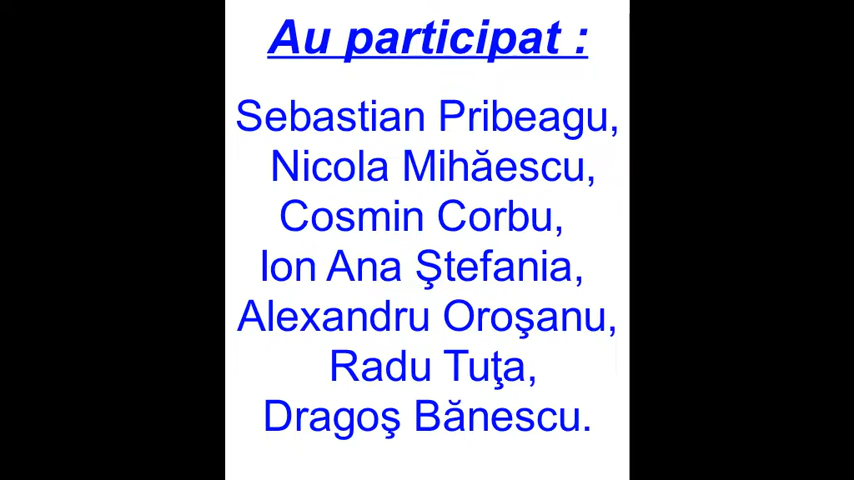 Au participat :
Sebastian Pribeagu,
Nicola Mihăescu,
Cosmin Corbu,
Ion Ana Ştefania,
Alexandru Oroşanu,
Radu Tuţa,
Dragoş Bănescu.